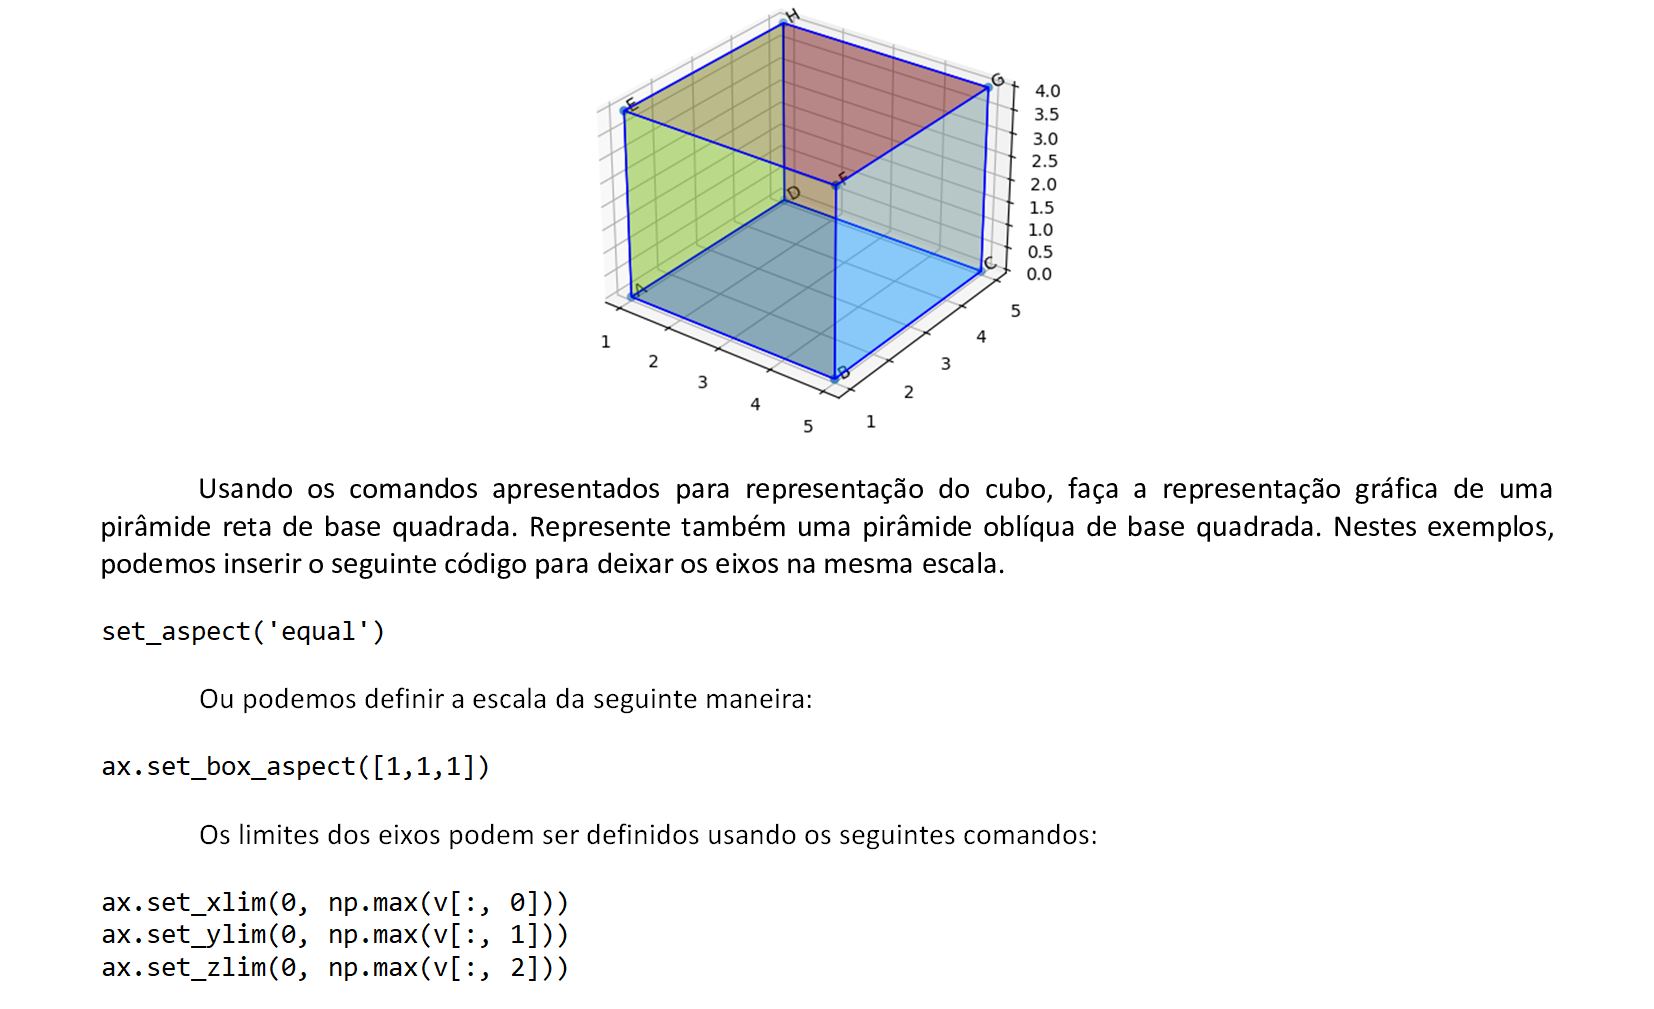 H
G
E
F
D
C
A
B
4.0
3.5
3.0
2.5
2.0
1.5
1.0
0.5
0.0
1
2
3
4
5
1
2
3
4
5
Usando os comandos apresentados para representação do cubo, faça a representação gráfica de uma
pirâmide reta de base quadrada. Represente também uma pirâmide oblíqua de base quadrada. Nestes exemplos,
podemos inserir o seguinte código para deixar os eixos na mesma escala.
set_aspect('equal')
Ou podemos definir a escala da seguinte maneira:
ax.set_box_aspect([1,1,1])
Os limites dos eixos podem ser definidos usando os seguintes comandos:
ax.set_xlim(0, np.max(v[:, 0]))
ax.set_ylim(0, np.max(v[:, 1]))
ax.set_zlim(0, np.max(v[:, 2]))